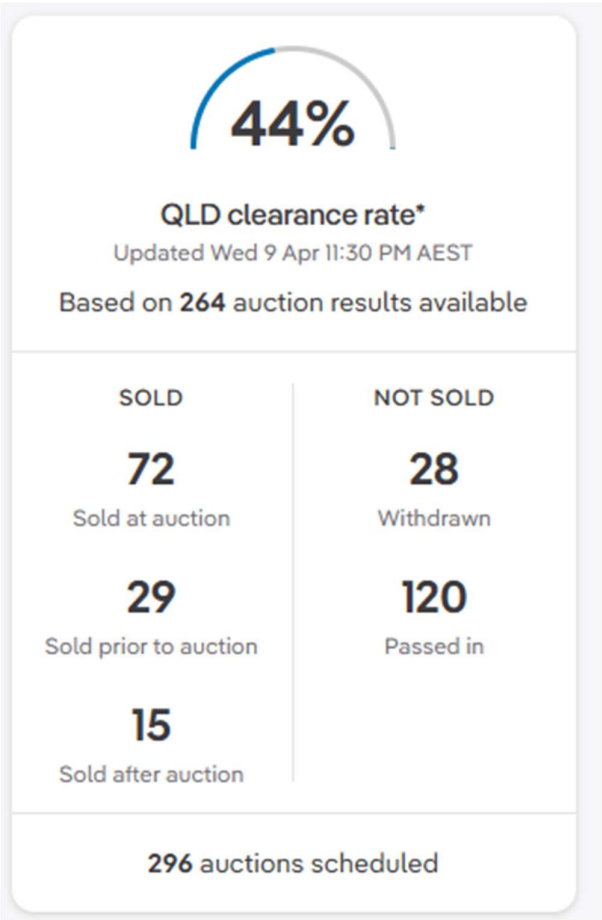 44%
QLD clearance rate*
Updated Wed 9 Apr 11:30 PM AEST
Based on 264 auction results available
SOLD
72
Sold at auction
29
Sold prior to auction
15
Sold after auction
NOT SOLD
28
Withdrawn
120
Passed in
296 auctions scheduled